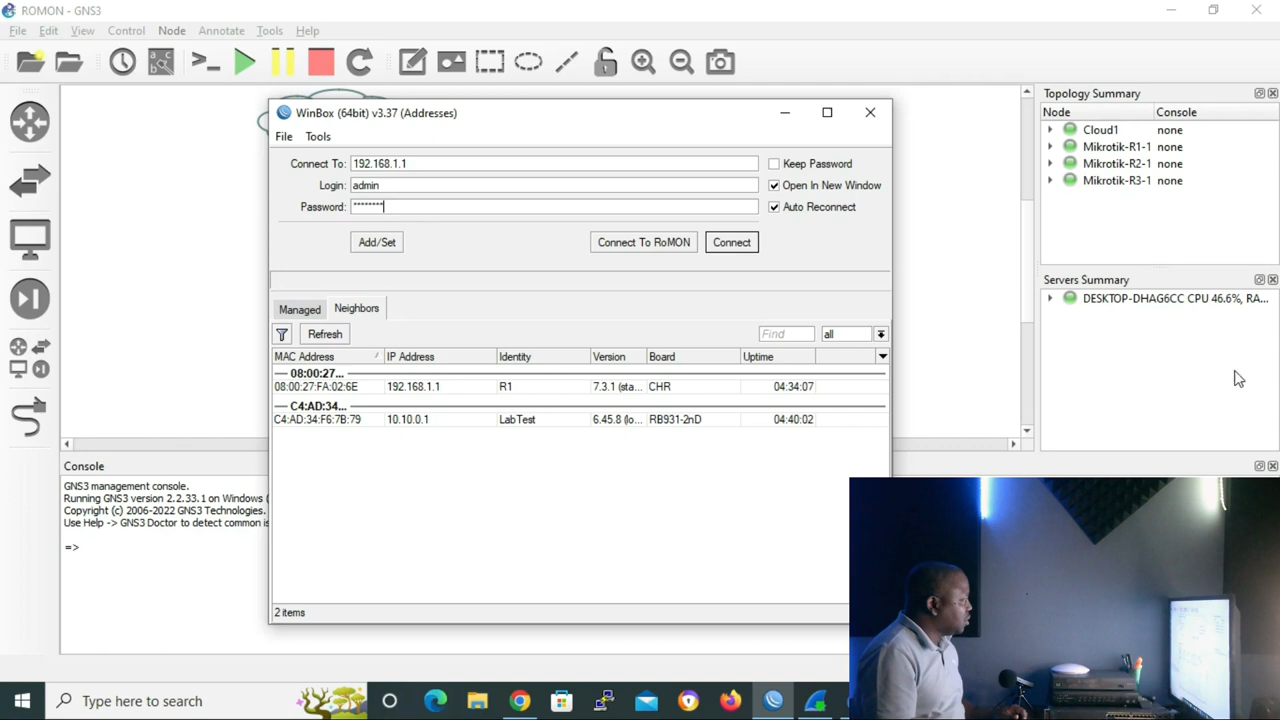 ROMON - GNS3
File Edit View Control Node Annotate Tools Help
WinBox (64bit) v3.37 (Addresses)
File Tools
Connect To: 192.168.1.1
Keep Password
Login: admin
Open In New Window
Password: ********
Auto Reconnect
Add/Set
Connect To RoMON
Connect
Managed
Neighbors
Refresh
Find
all
MAC Address IP Address Identity Version Board Uptime
08:00:27...
08:00:27:FA:02:6E 192.168.1.1 R1 7.3.1 (sta... CHR 04:34:07
C4:AD:34...
C4:AD:34:F6:7B:79 10.10.0.1 LabTest 6.45.8 (lo... RB931-2nD 04:40:02
2 items
Topology Summary
Node Console
Cloud1 none
Mikrotik-R1-1 none
Mikrotik-R2-1 none
Mikrotik-R3-1 none
Servers Summary
DESKTOP-DHAG6CC CPU 46.6%, RA...
Console
GNS3 management console.
Running GNS3 version 2.2.33.1 on Windows (
Copyright (c) 2006-2022 GNS3 Technologies.
Use Help -> GNS3 Doctor to detect common is
=>
Type here to search